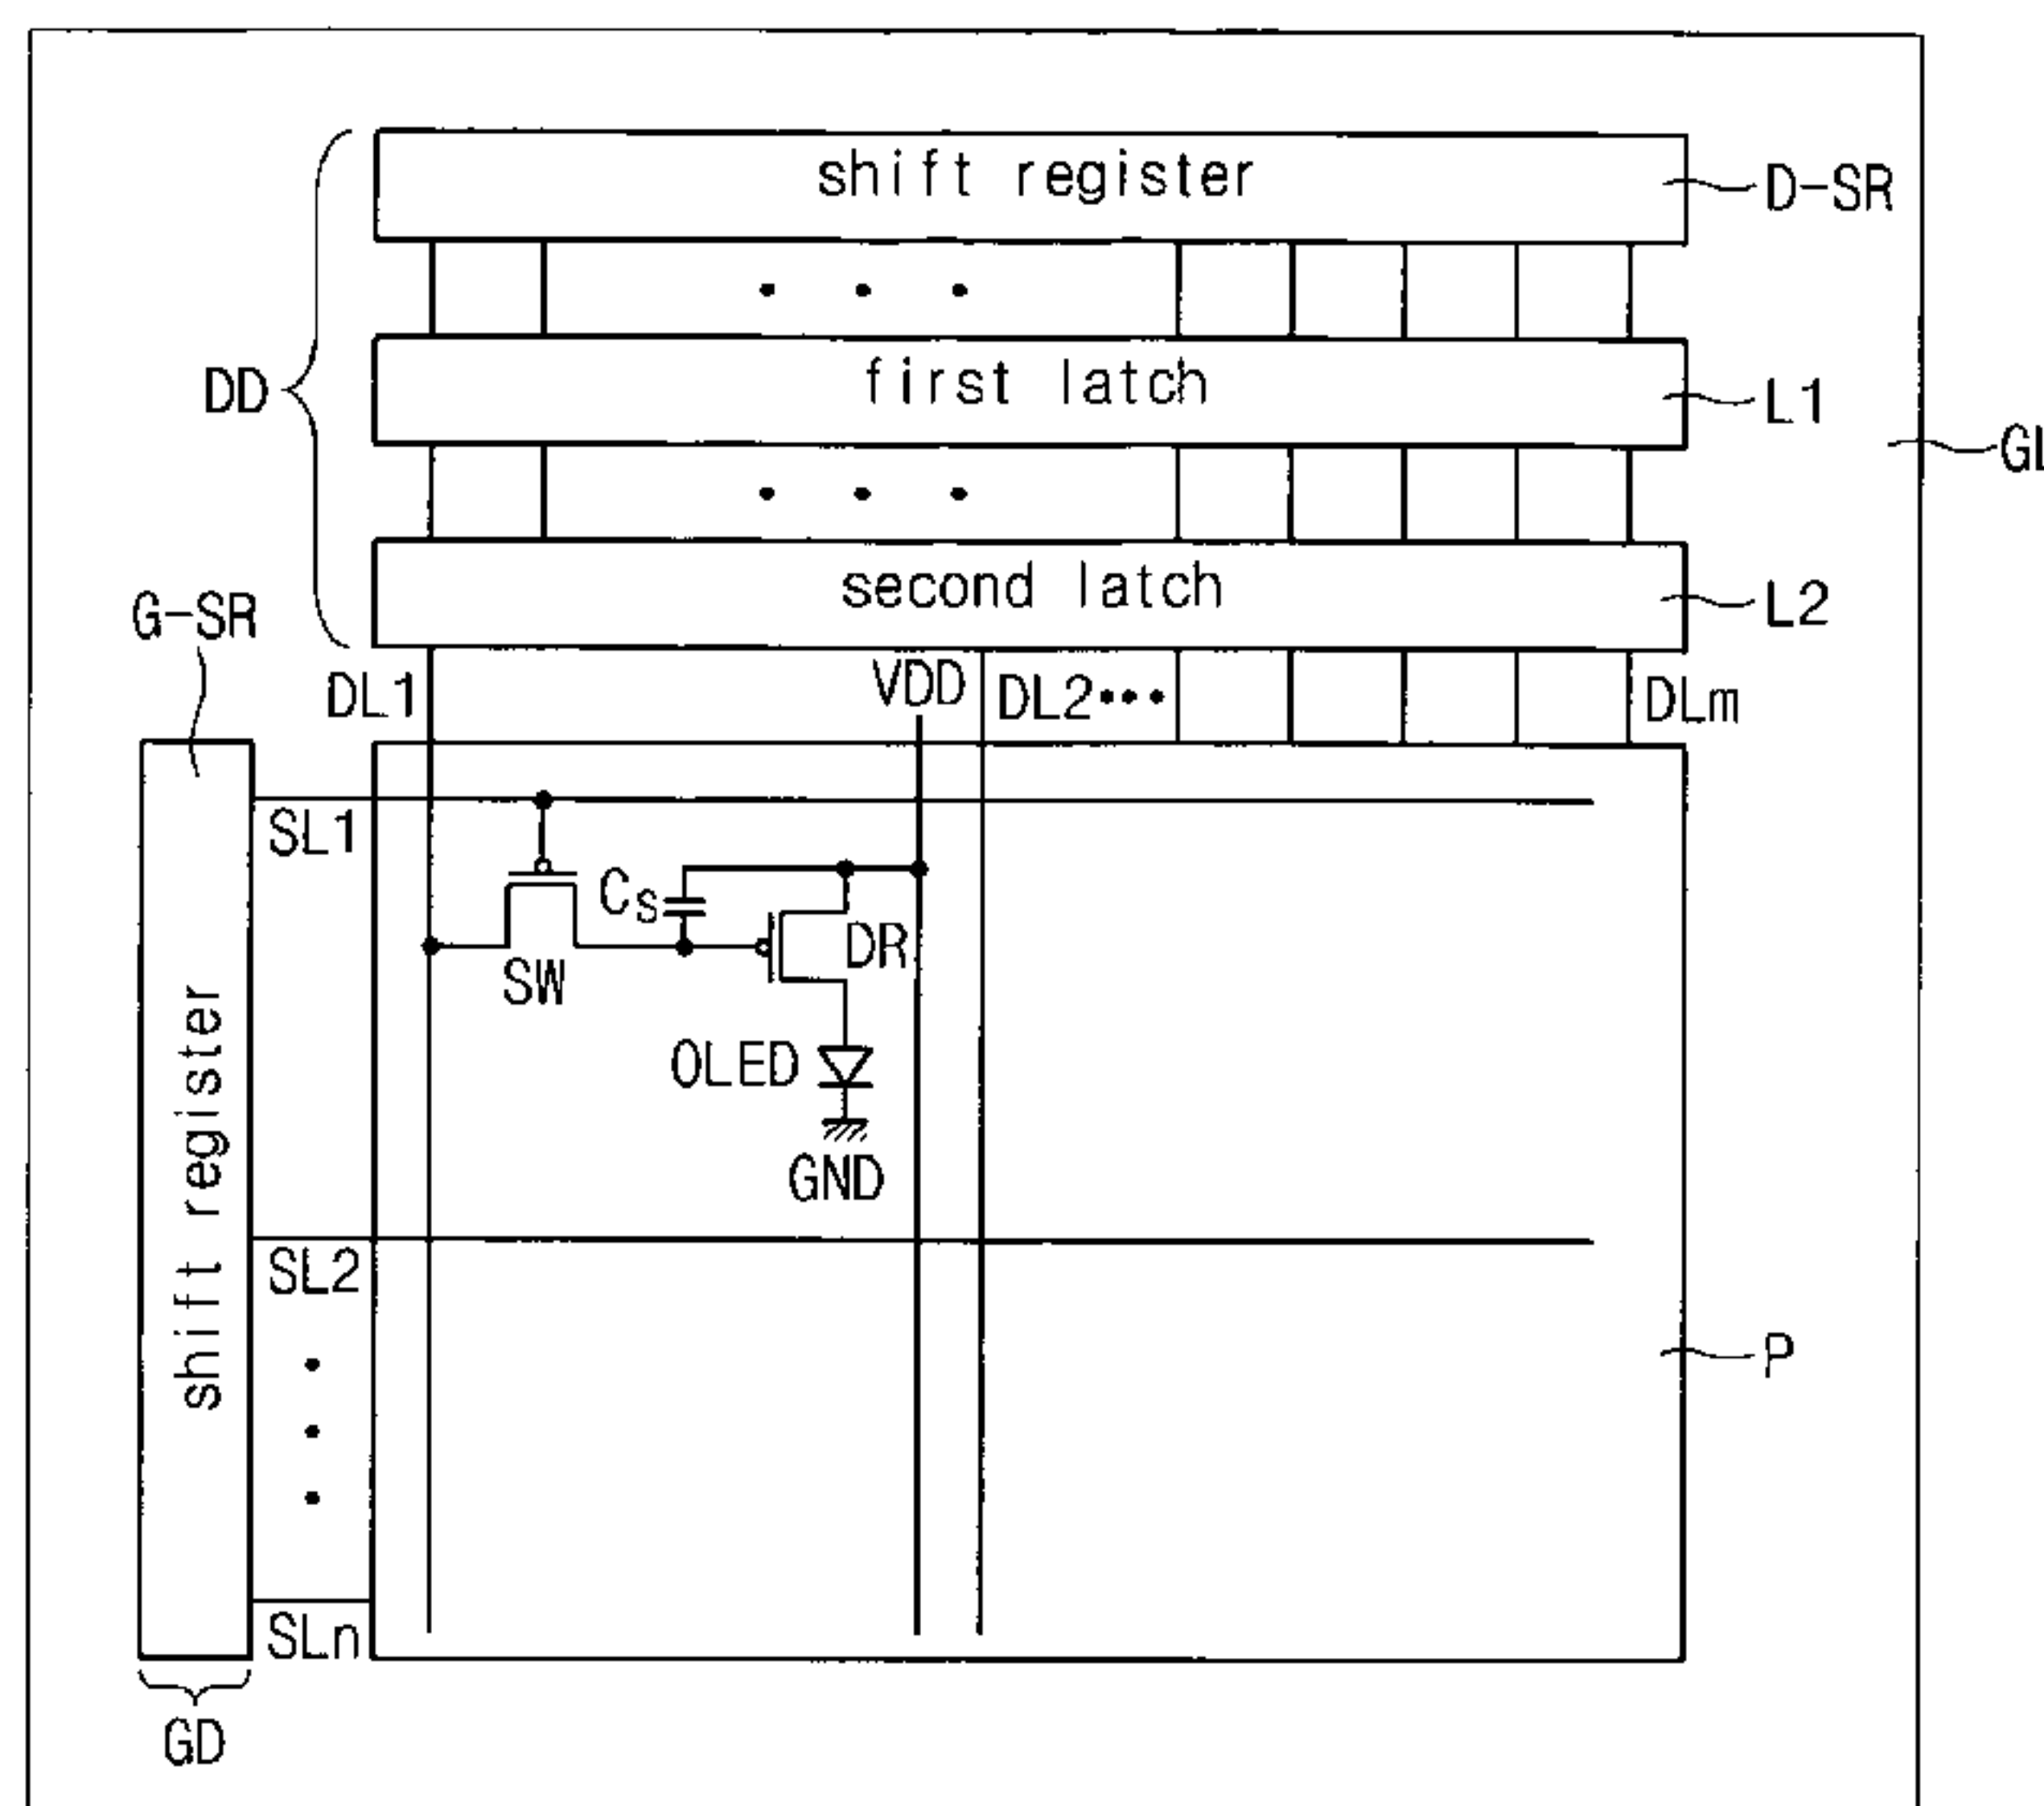 shift register
D-SR
DD
first latch
L1
GL
second latch
L2
G-SR
DL1
VDD
DL2•••
DLm
SL1
Cs
DR
SW
OLED
GND
shift register
SL2
P
SLn
GD